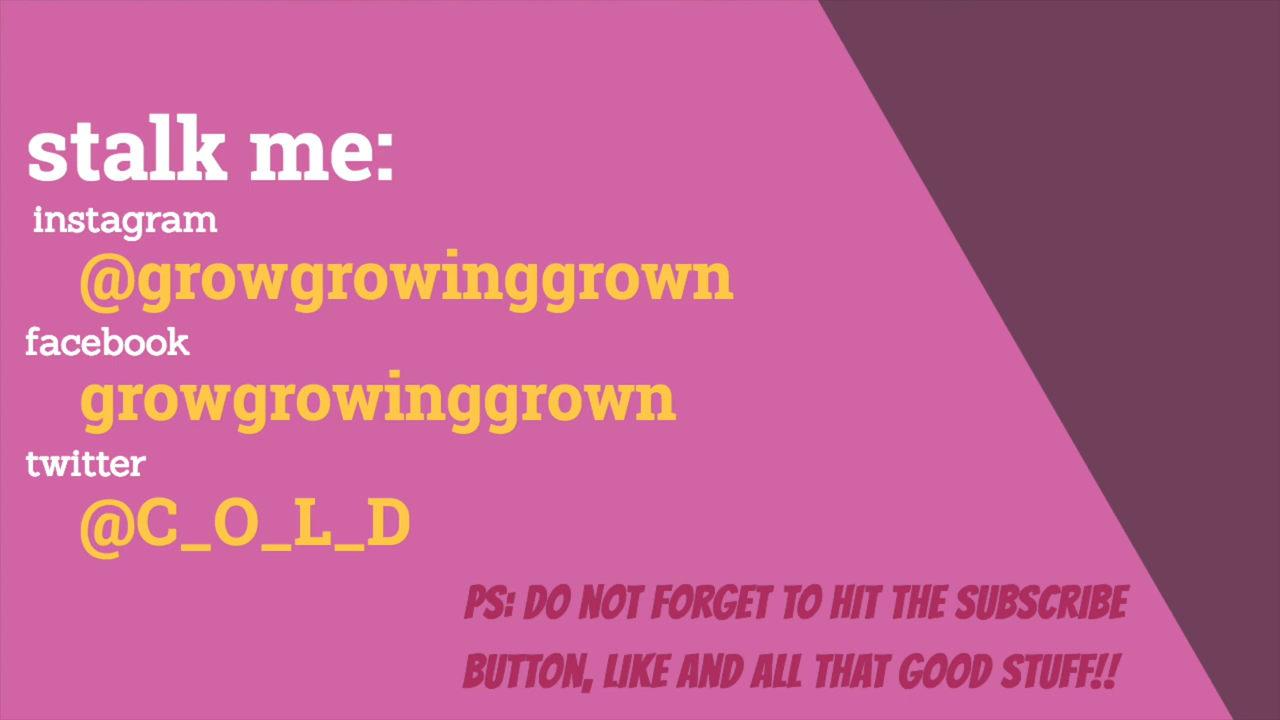 stalk me:
instagram
@growgrowinggrown
facebook
growgrowinggrown
twitter
@C_O_L_D
PS: DO NOT FORGET TO HIT THE SUBSCRIBE
BUTTON, LIKE AND ALL THAT GOOD STUFF!!